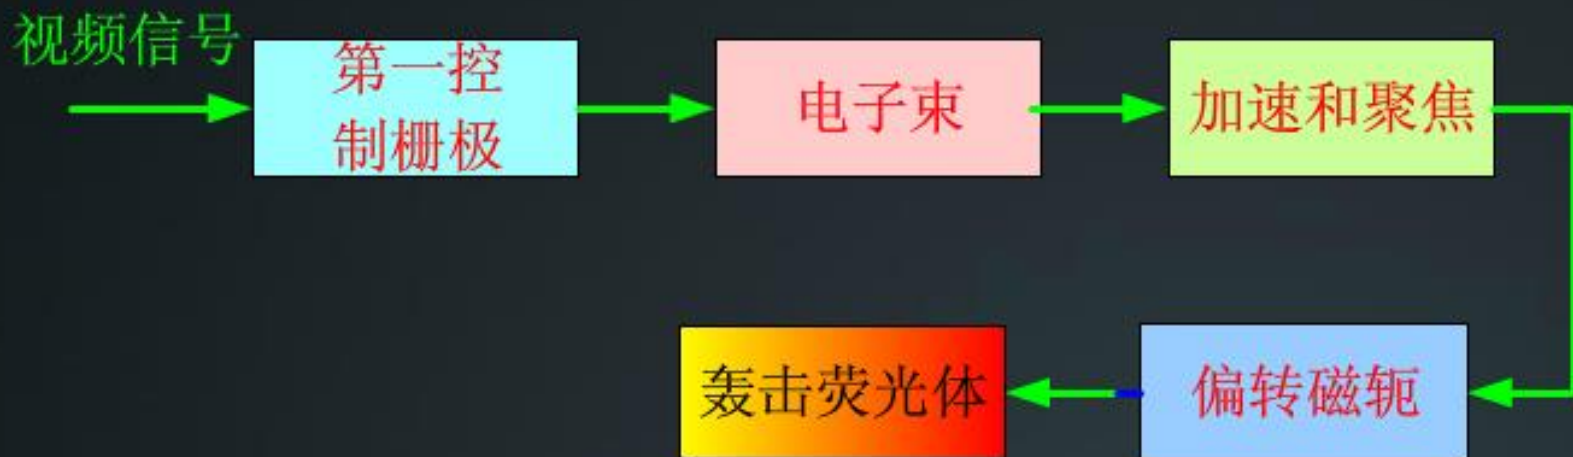 视频信号
第一控
制栅极
电子束
加速和聚焦
偏转磁轭
轰击荧光体